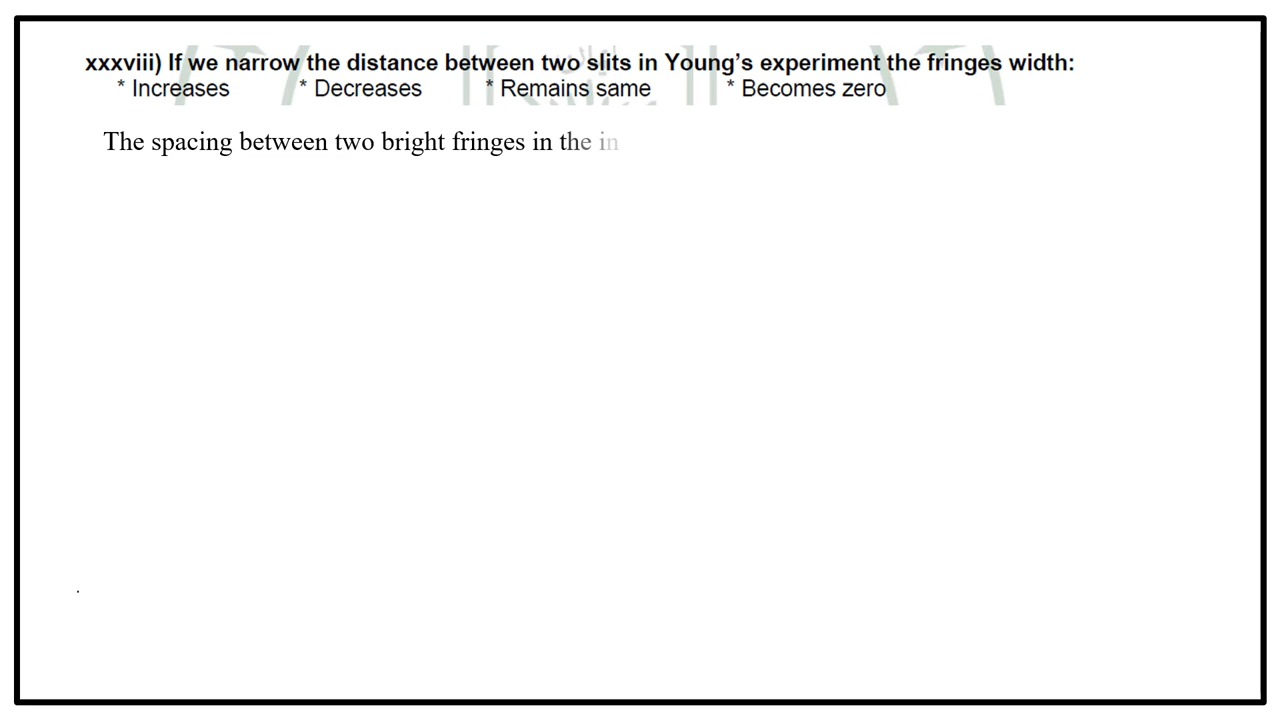 xxxviii) If we narrow the distance between two slits in Young's experiment the fringes width:
* Increases * Decreases * Remains same * Becomes zero
The spacing between two bright fringes in the in